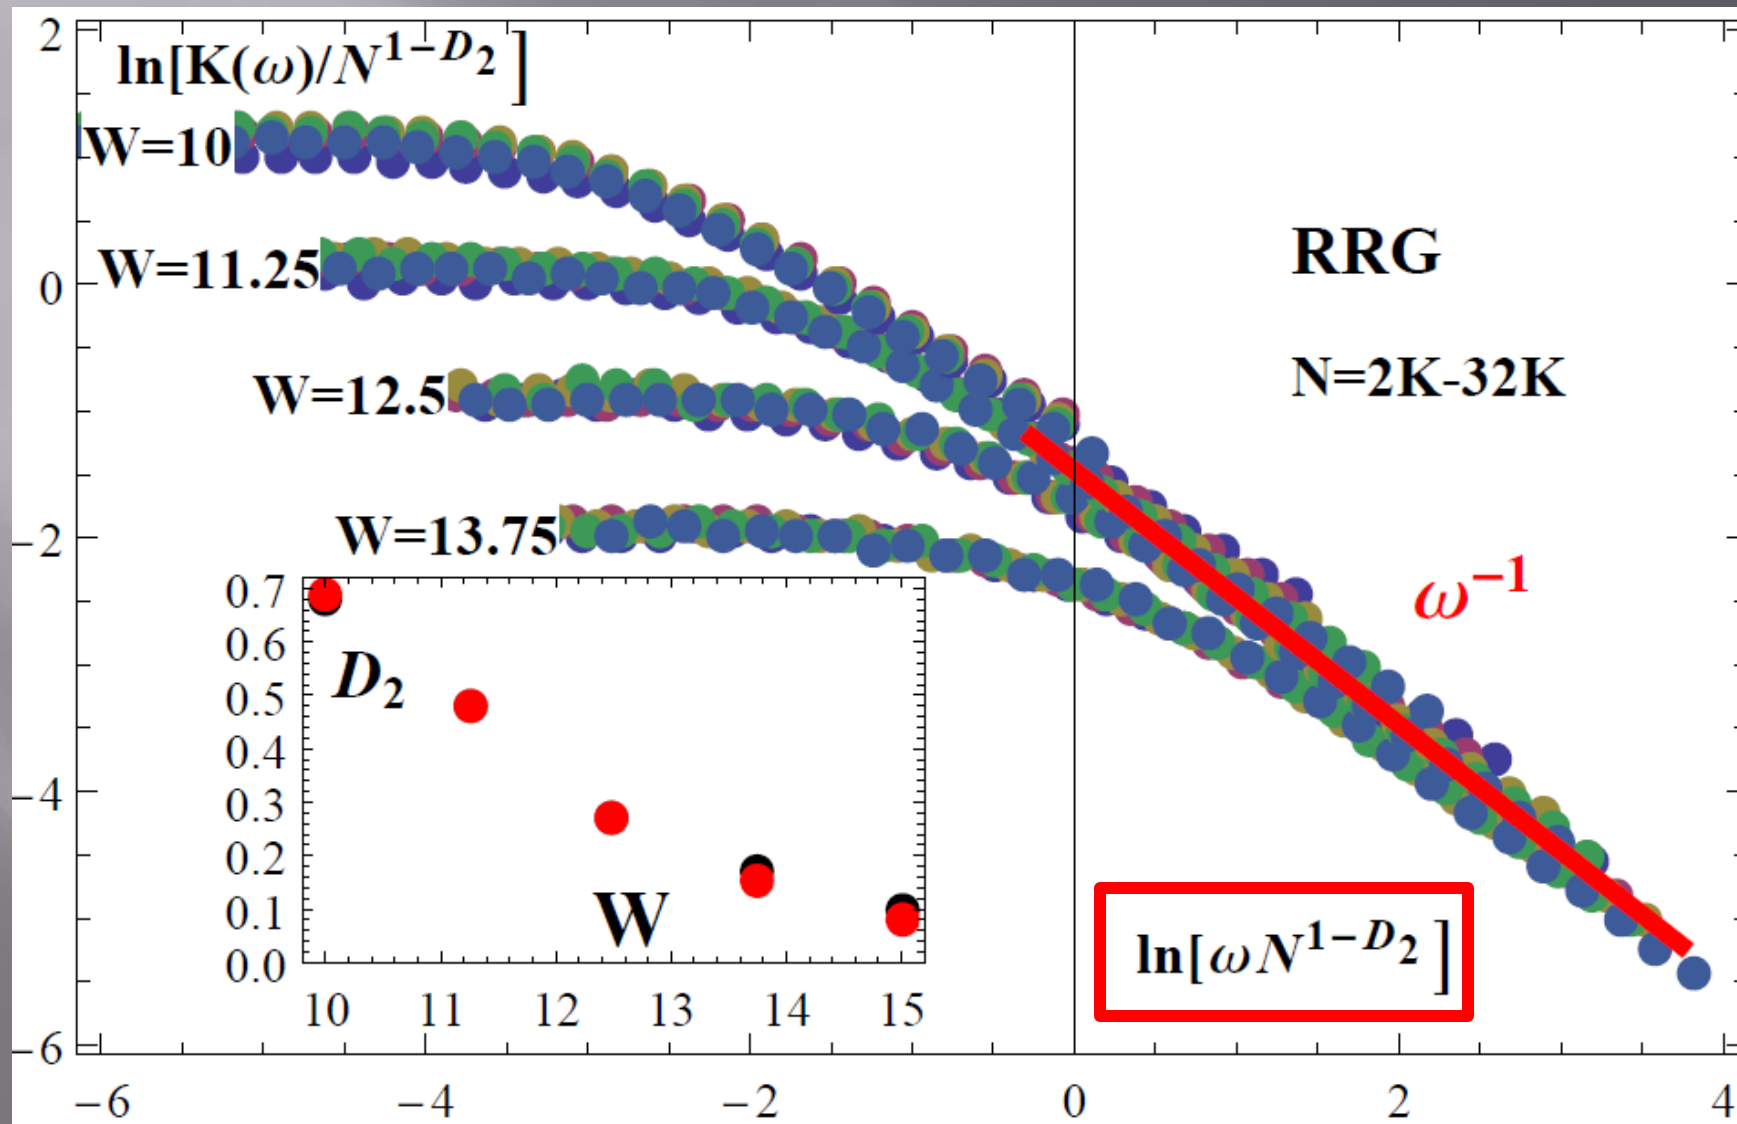 2
ln[K(ω)/N^{1−D_2}]
W=10
RRG
W=11.25
0
N=2K-32K
W=12.5
−2
W=13.75
ω^{−1}
0.7
0.6
D_2
0.5
0.4
−4
0.3
0.2
0.1
W
ln[ωN^{1−D_2}]
0.0
10 11 12 13 14 15
−6
−6 −4 −2 0 2 4